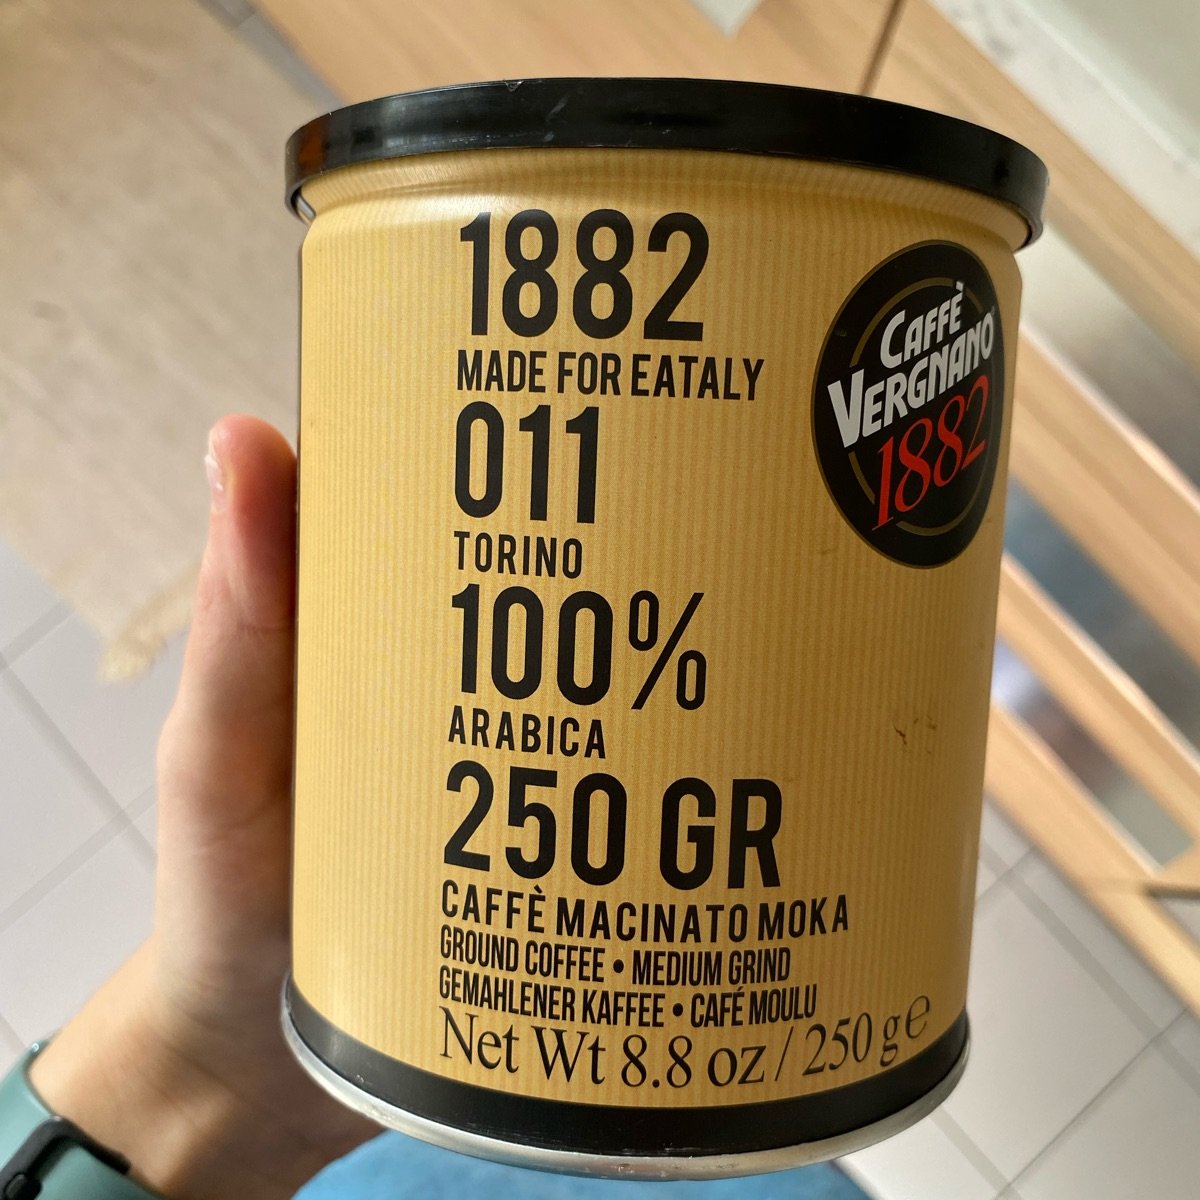 1882
MADE FOR EATALY
011
TORINO
100%
ARABICA
250 GR
CAFFÈ MACINATO MOKA
GROUND COFFEE • MEDIUM GRIND
GEMAHLENER KAFFEE • CAFÉ MOULU
Net Wt 8.8 oz / 250 g ℮
CAFFÈ
VERGNANO
1882